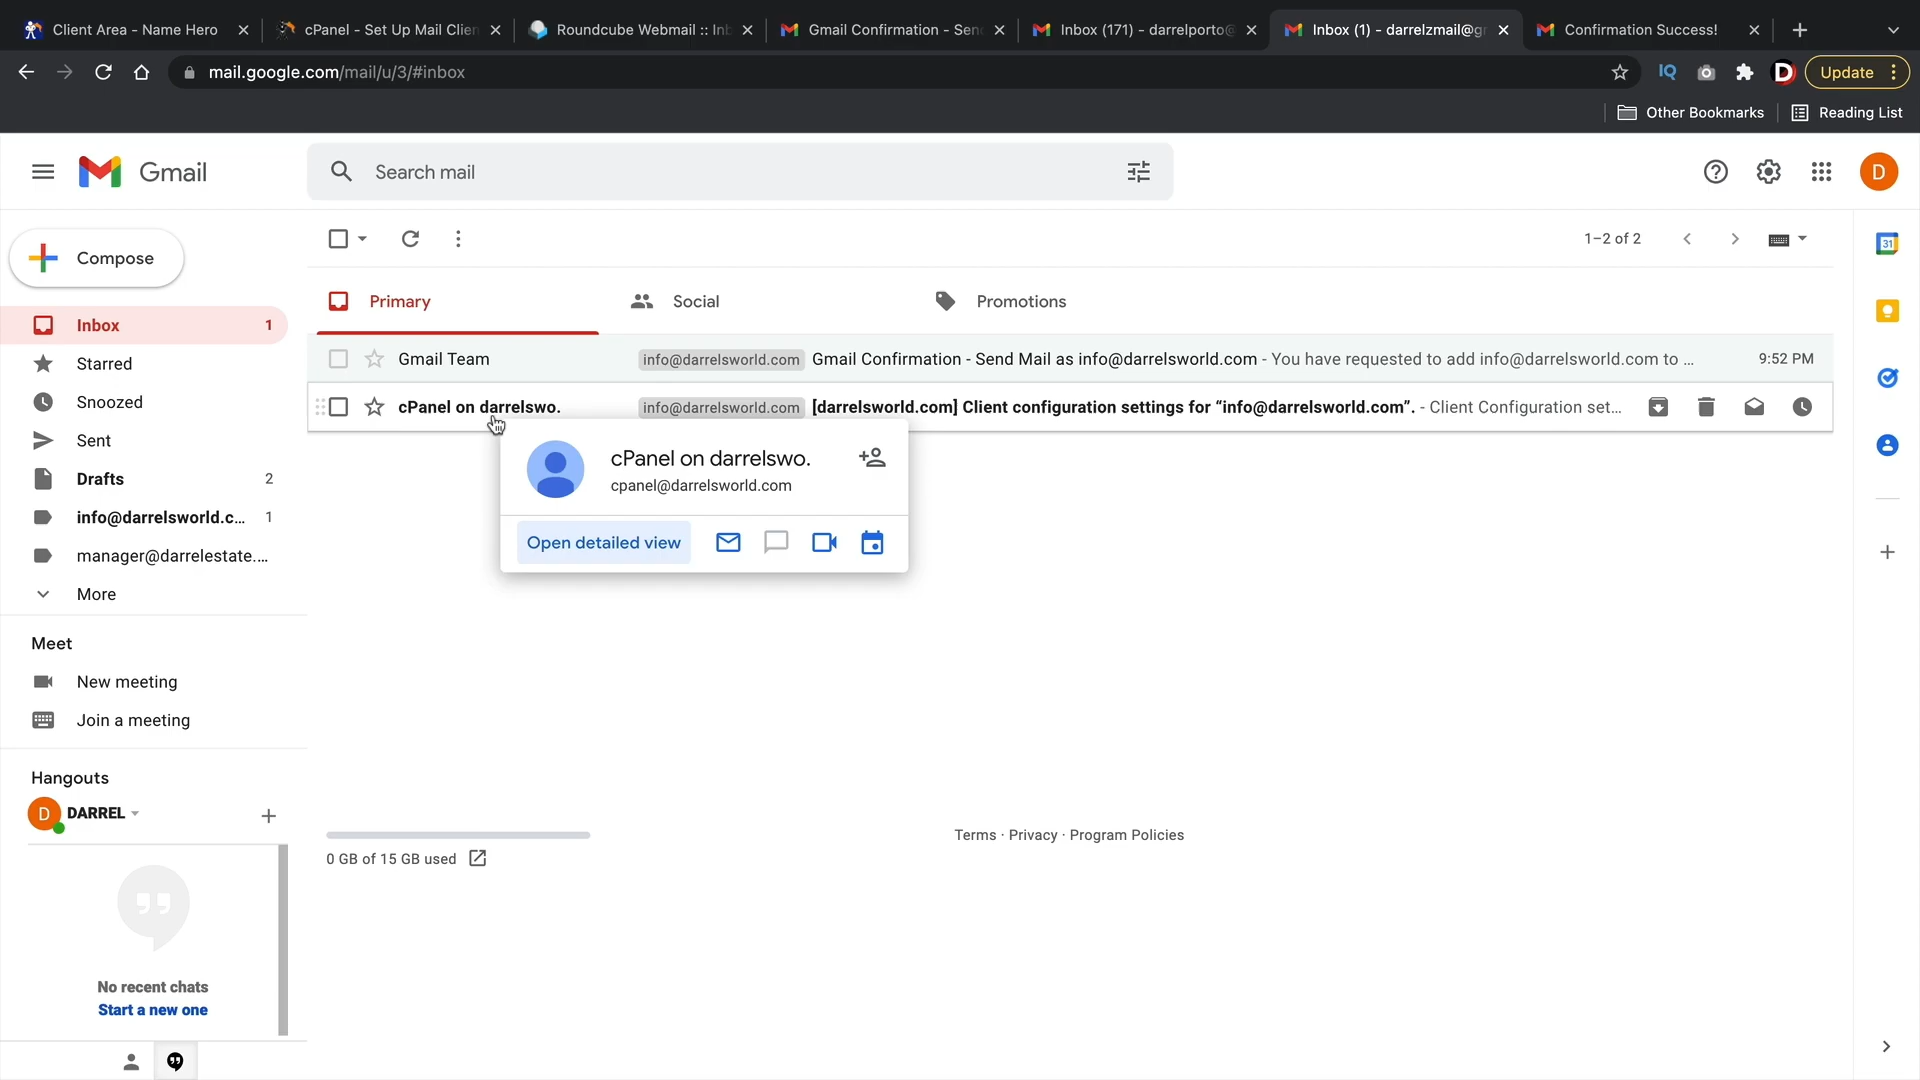 Client Area - Name Hero
cPanel - Set Up Mail Clien
Roundcube Webmail :: Inb
Gmail Confirmation - Send
Inbox (171) - darrelporto@
Inbox (1) - darrelzmail@gm
Confirmation Success!
mail.google.com/mail/u/3/#inbox
IQ
D
Update
Other Bookmarks
Reading List
Gmail
Search mail
D
Compose
1–2 of 2
31
Primary
Social
Promotions
Inbox 1
Starred
Snoozed
Sent
Drafts 2
info@darrelsworld.c... 1
manager@darrelestate....
More
Gmail Team info@darrelsworld.com Gmail Confirmation - Send Mail as info@darrelsworld.com - You have requested to add info@darrelsworld.com to ... 9:52 PM
cPanel on darrelswo. info@darrelsworld.com [darrelsworld.com] Client configuration settings for “info@darrelsworld.com”. - Client Configuration set...
cPanel on darrelswo.
cpanel@darrelsworld.com
Open detailed view
Meet
New meeting
Join a meeting
Hangouts
D DARREL
No recent chats
Start a new one
0 GB of 15 GB used
Terms · Privacy · Program Policies